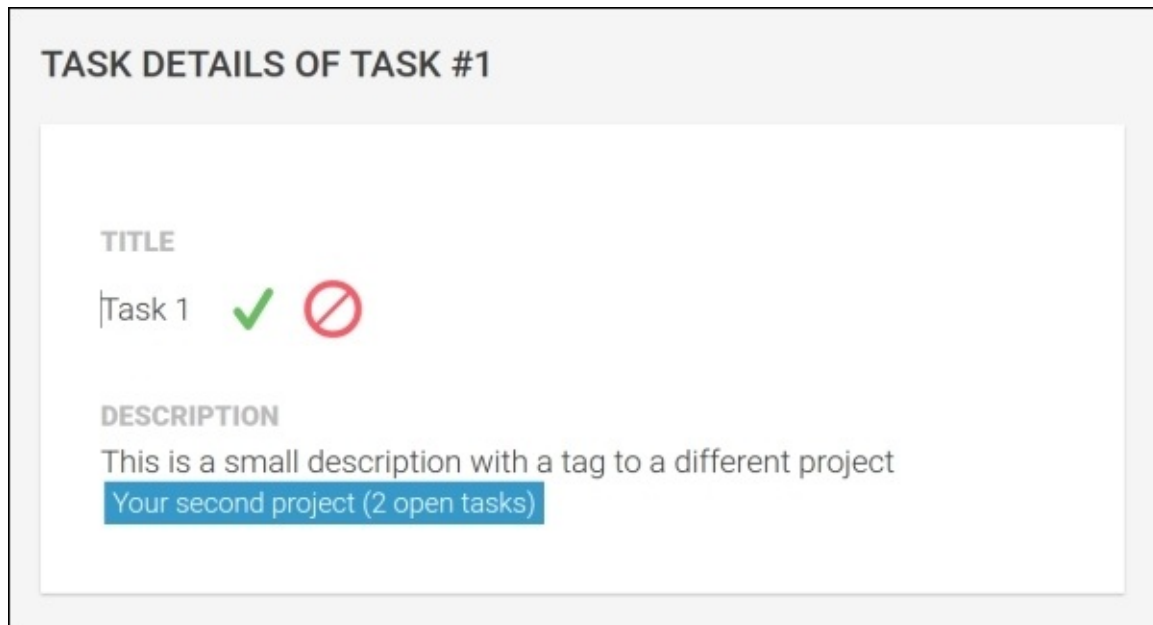 TASK DETAILS OF TASK #1
TITLE
Task 1
DESCRIPTION
This is a small description with a tag to a different project
Your second project (2 open tasks)